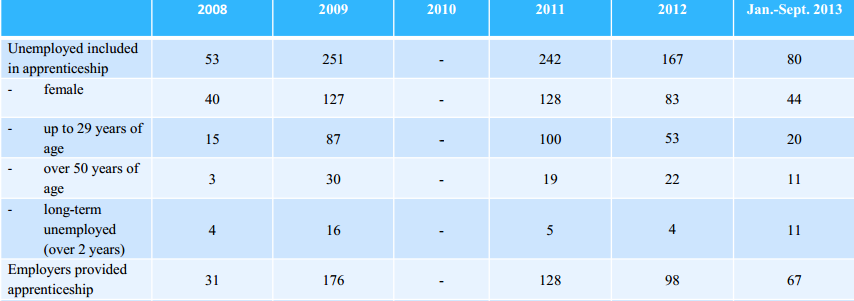 2008 2009 2010 2011 2012 Jan.-Sept. 2013
Unemployed included
in apprenticeship 53 251 - 242 167 80
- female 40 127 - 128 83 44
- up to 29 years of
age 15 87 - 100 53 20
- over 50 years of
age 3 30 - 19 22 11
- long-term
unemployed 4 16 - 5 4 11
(over 2 years)
Employers provided
apprenticeship 31 176 - 128 98 67